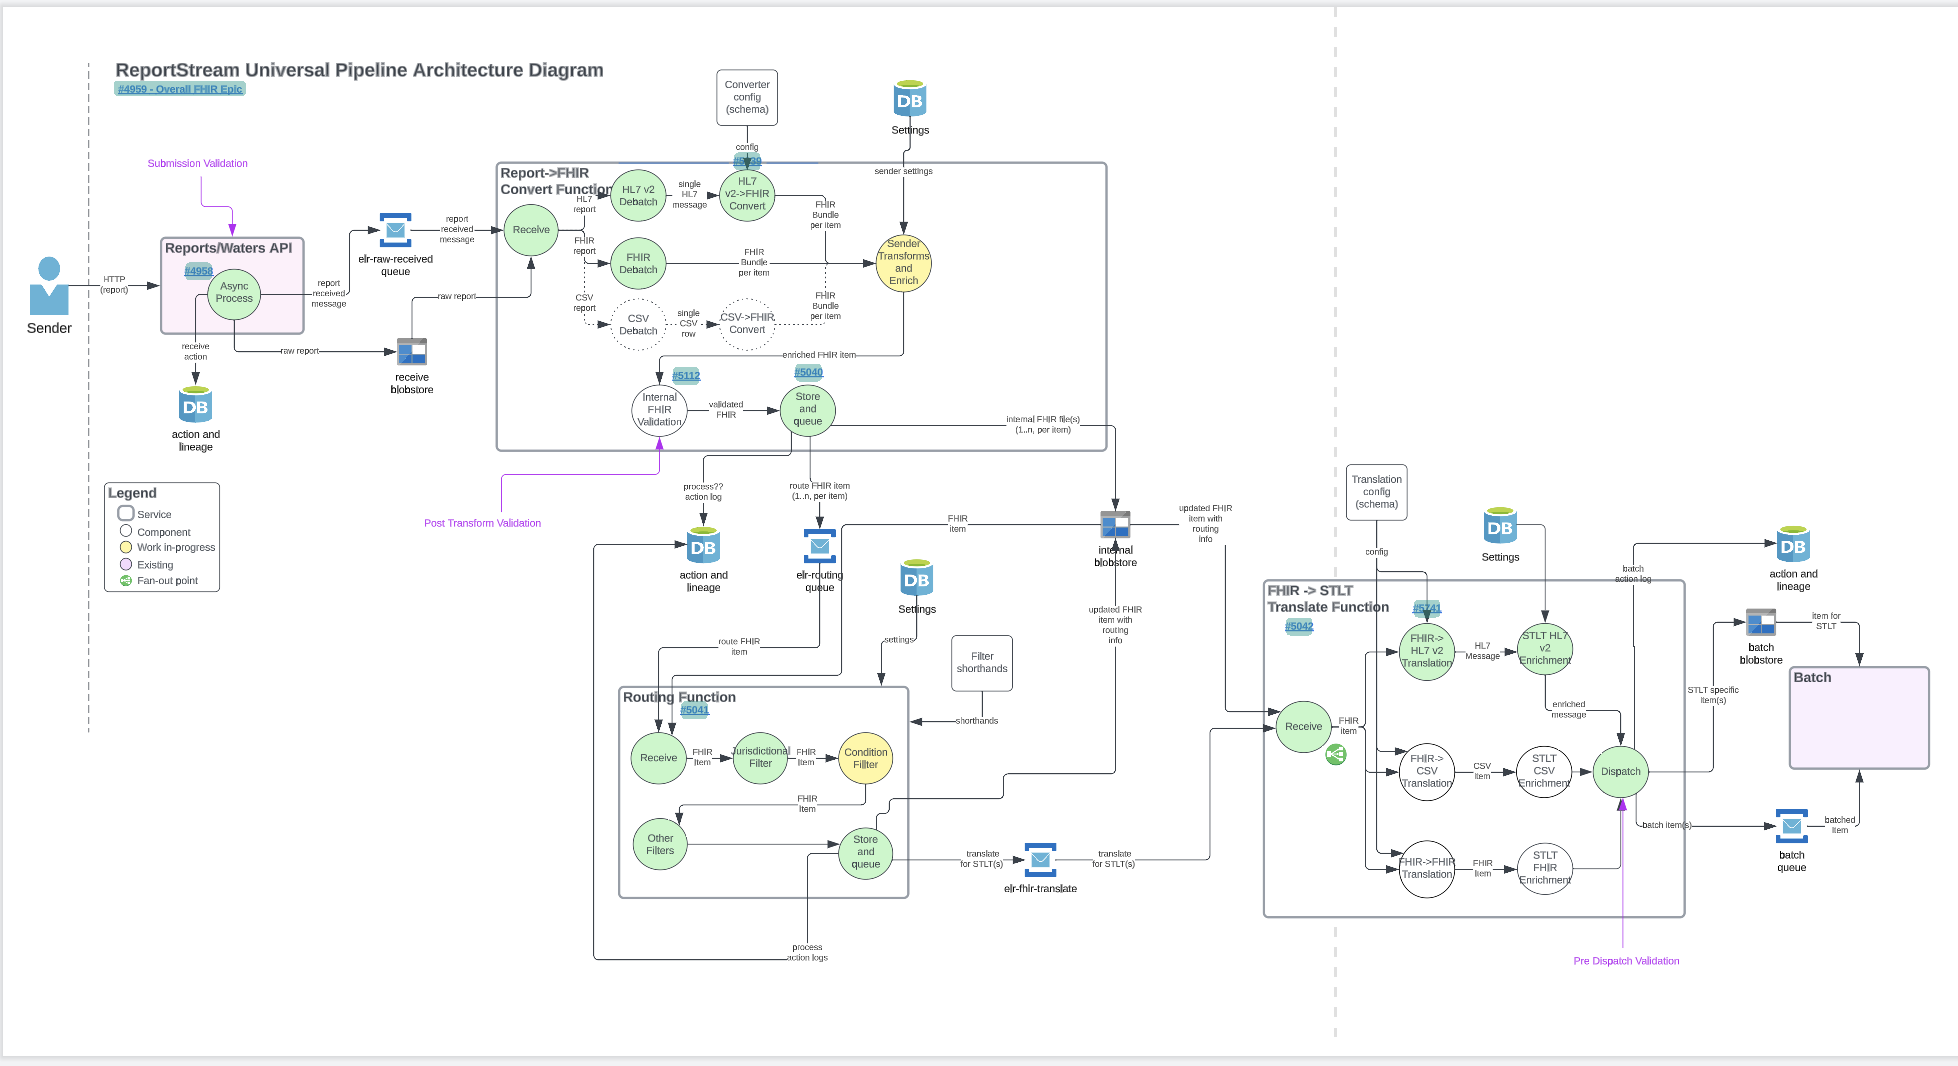 ReportStream Universal Pipeline Architecture Diagram
#4959 - Overall FHIR Epic
Converter
config
(schema)
DB
Settings
config
sender settings
Submission Validation
Sender
HTTP
(report)
Reports/Waters API
#4958
Async
Process
report
received
message
receive
action
raw report
DB
action and
lineage
elr-raw-received
queue
report
received
message
raw report
receive
blobstore
Report->FHIR
Convert Function
Receive
HL7
report
FHIR
report
CSV
report
HL7 v2
Debatch
single
HL7
message
HL7
v2->FHIR
Convert
FHIR
Bundle
per item
FHIR
Debatch
FHIR
Bundle
per item
Sender
Transforms
and
Enrich
CSV
Debatch
single
CSV
row
CSV->FHIR
Convert
FHIR
Bundle
per item
enriched FHIR item
#5112
Internal
FHIR
Validation
validated
FHIR
#5040
Store
and
queue
internal FHIR file(s)
(1..n, per item)
Post Transform Validation
process??
action log
route FHIR item
(1..n, per item)
Legend
Service
Component
Work in-progress
Existing
Fan-out point
DB
action and
lineage
elr-routing
queue
FHIR
item
internal
blobstore
updated FHIR
item with
routing
info
updated FHIR
item with
routing
info
DB
Settings
settings
Filter
shorthands
shorthands
route FHIR
item
Routing Function
#5041
Receive
FHIR
Item
Jurisdictional
Filter
FHIR
Item
Condition
Filter
FHIR
Item
Other
Filters
Store
and
queue
process
action logs
translate
for STLT(s)
elr-fhir-translate
translate
for STLT(s)
Translation
config
(schema)
config
DB
Settings
FHIR -> STLT
Translate Function
#5042
#5741
Receive
FHIR
item
FHIR->
HL7 v2
Translation
HL7
Message
STLT HL7
v2
Enrichment
enriched
message
FHIR->
CSV
Translation
CSV
item
STLT
CSV
Enrichment
FHIR->FHIR
Translation
FHIR
Item
STLT
FHIR
Enrichment
Dispatch
Pre Dispatch Validation
batch
action log
DB
action and
lineage
STLT specific
item(s)
batch
blobstore
item for
STLT
Batch
batch item(s)
batch
queue
batched
item